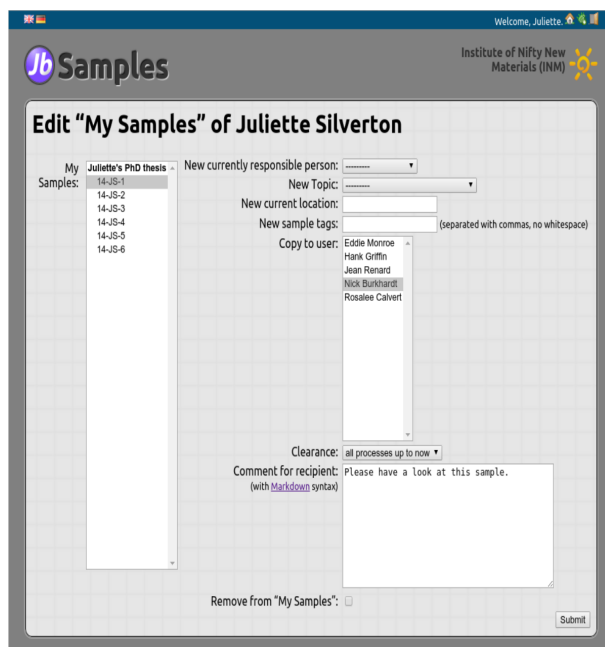 Welcome, Juliette.
Jb Samples
Institute of Nifty New
Materials (INM)
Edit “My Samples” of Juliette Silverton
My
Samples:
Juliette's PhD thesis
14-JS-1
14-JS-2
14-JS-3
14-JS-4
14-JS-5
14-JS-6
New currently responsible person: ---------
New Topic: ---------
New current location:
New sample tags: (separated with commas, no whitespace)
Copy to user:
Eddie Monroe
Hank Griffin
Jean Renard
Nick Burkhardt
Rosalee Calvert
Clearance: all processes up to now
Comment for recipient: Please have a look at this sample.
(with Markdown syntax)
Remove from “My Samples”:
Submit